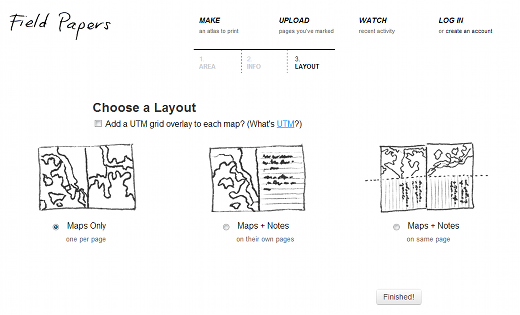 Field Papers
MAKE
an atlas to print
UPLOAD
pages you've marked
WATCH
recent activity
LOG IN
or create an account
1.
AREA
2.
INFO
3.
LAYOUT
Choose a Layout
Add a UTM grid overlay to each map? (What's UTM?)
Maps Only
one per page
Maps + Notes
on their own pages
Maps + Notes
on same page
Finished!